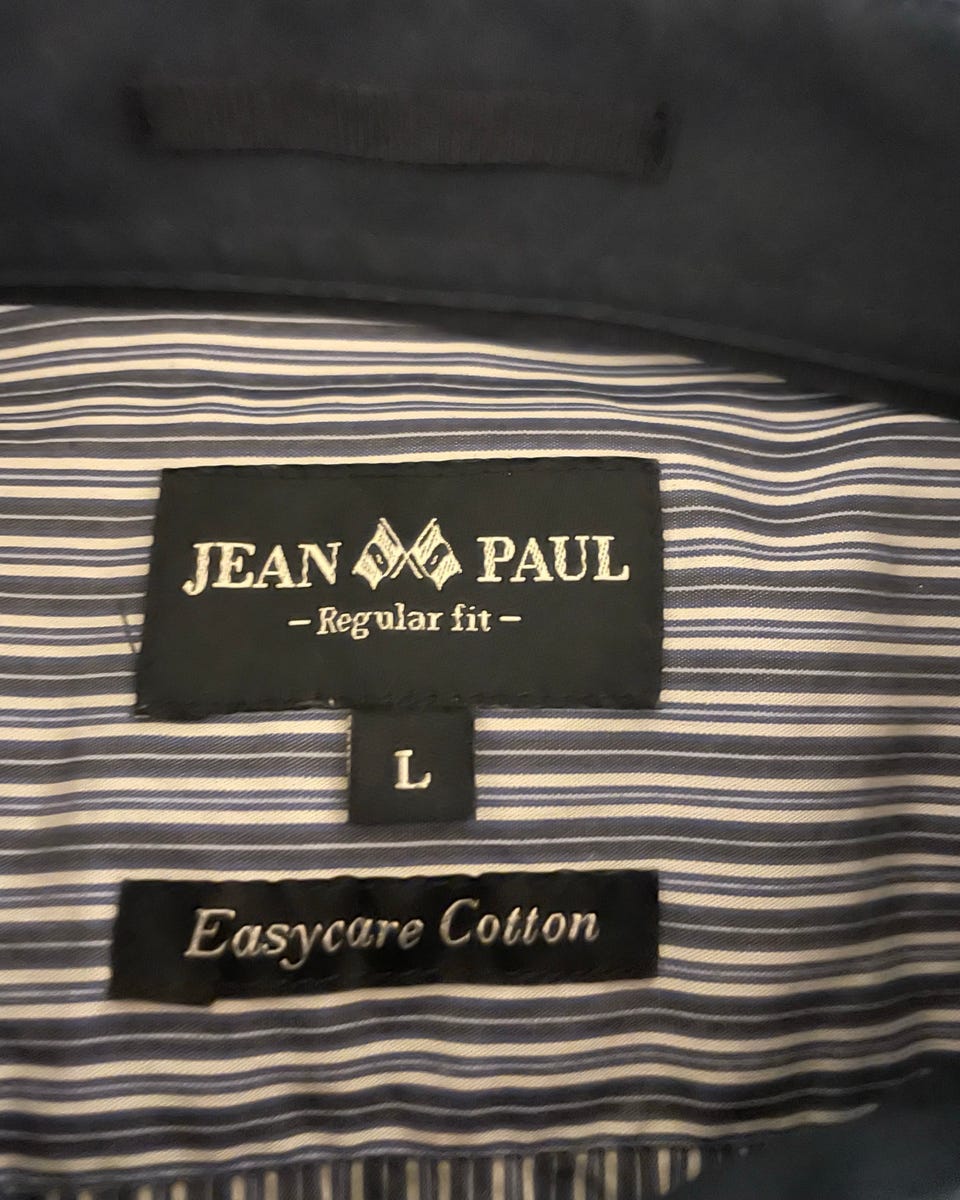 JEAN PAUL
– Regular fit –
L
Easycare Cotton